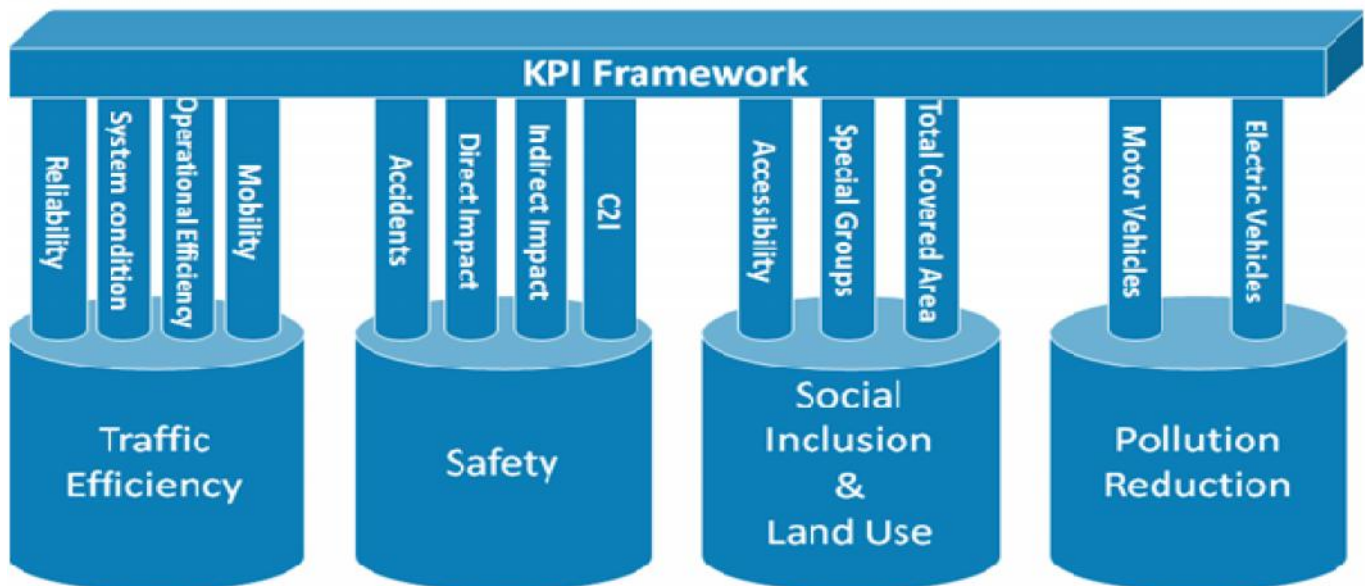 KPI Framework
Reliability
System condition
Operational Efficiency
Mobility
Accidents
Direct Impact
Indirect Impact
C2I
Accessibility
Special Groups
Total Covered Area
Motor Vehicles
Electric Vehicles
Traffic
Efficiency
Safety
Social
Inclusion
&
Land Use
Pollution
Reduction